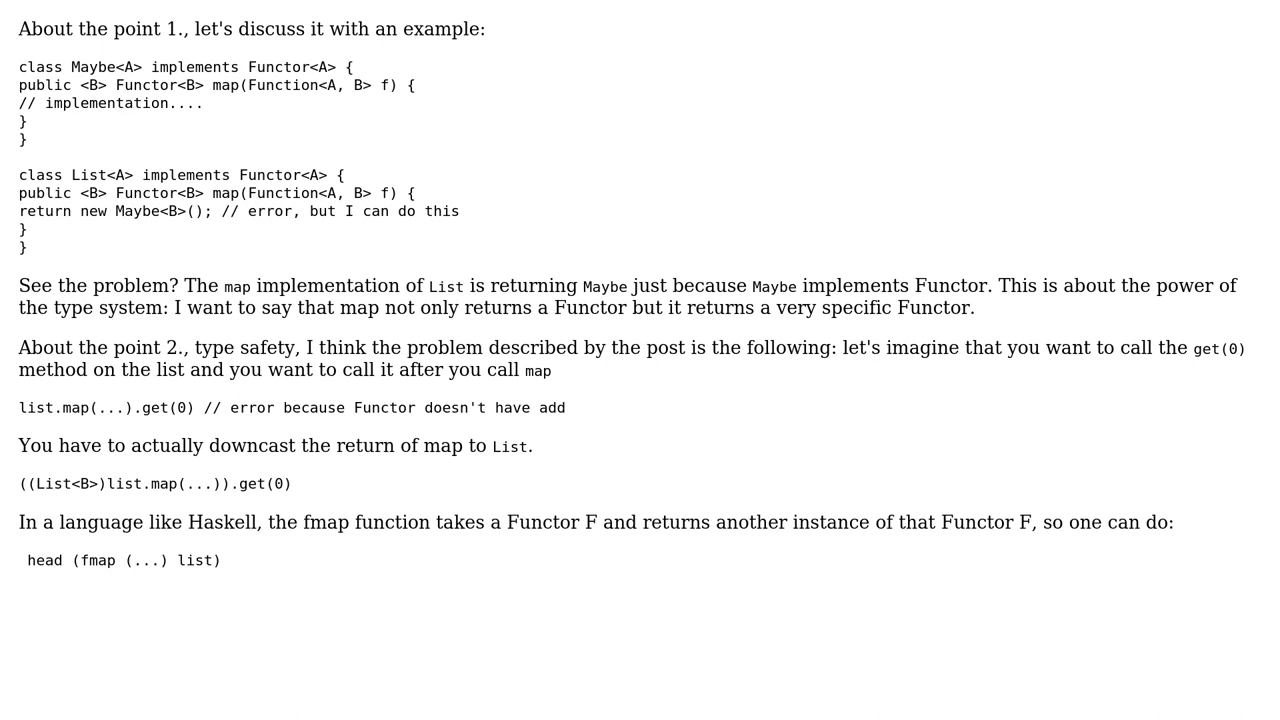 About the point 1., let's discuss it with an example:
class Maybe<A> implements Functor<A> {
public <B> Functor<B> map(Function<A, B> f) {
// implementation....
}
}
class List<A> implements Functor<A> {
public <B> Functor<B> map(Function<A, B> f) {
return new Maybe<B>(); // error, but I can do this
}
}
See the problem? The map implementation of List is returning Maybe just because Maybe implements Functor. This is about the power of
the type system: I want to say that map not only returns a Functor but it returns a very specific Functor.
About the point 2., type safety, I think the problem described by the post is the following: let's imagine that you want to call the get(0)
method on the list and you want to call it after you call map
list.map(...).get(0) // error because Functor doesn't have add
You have to actually downcast the return of map to List.
((List<B>)list.map(...)).get(0)
In a language like Haskell, the fmap function takes a Functor F and returns another instance of that Functor F, so one can do:
head (fmap (...) list)